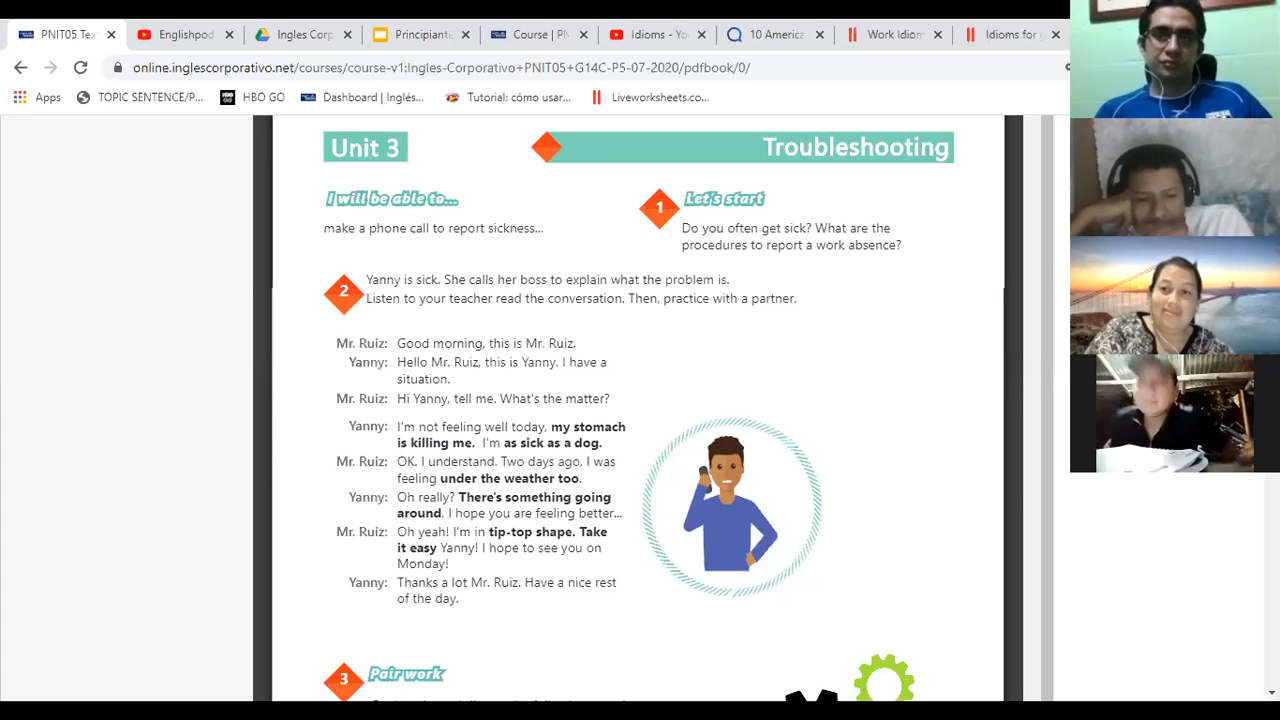 PNIT05 Tex
Englishpod
Ingles Corp
Principiante
Course | PN
Idioms - Yo
10 America
Work Idiom
Idioms for
online.inglescorporativo.net/courses/course-v1:Ingles-Corporativo+PNIT05+G14C-P5-07-2020/pdfbook/0/
Apps
TOPIC SENTENCE/P...
HBO GO
Dashboard | Inglés...
Tutorial: cómo usar...
Liveworksheets.co...
Unit 3
Troubleshooting
I will be able to...
make a phone call to report sickness...
1
Let's start
Do you often get sick? What are the
procedures to report a work absence?
2
Yanny is sick. She calls her boss to explain what the problem is.
Listen to your teacher read the conversation. Then, practice with a partner.
Mr. Ruiz: Good morning, this is Mr. Ruiz.
Yanny: Hello Mr. Ruiz, this is Yanny. I have a
situation.
Mr. Ruiz: Hi Yanny, tell me. What's the matter?
Yanny: I'm not feeling well today, my stomach
is killing me. I'm as sick as a dog.
Mr. Ruiz: OK. I understand. Two days ago, I was
feeling under the weather too.
Yanny: Oh really? There's something going
around. I hope you are feeling better...
Mr. Ruiz: Oh yeah! I'm in tip-top shape. Take
it easy Yanny! I hope to see you on
Monday!
Yanny: Thanks a lot Mr. Ruiz. Have a nice rest
of the day.
3
Pair work